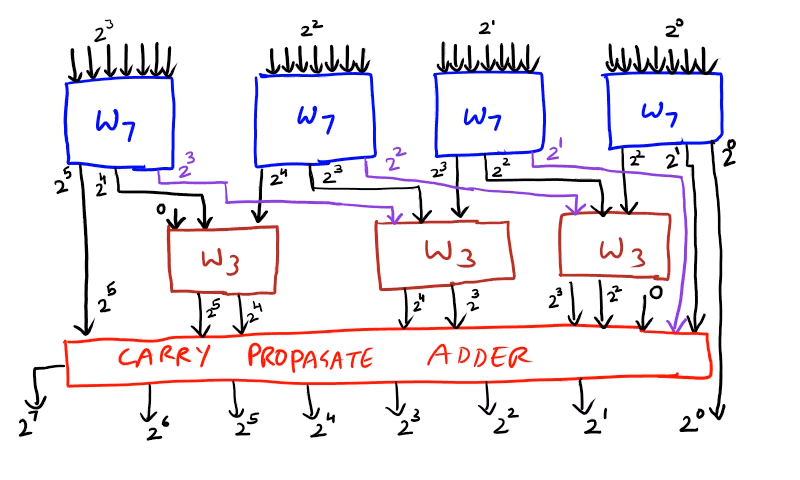 2³ 2² 2¹ 2⁰
W₇ W₇ W₇ W₇
2⁵ 2⁴ 2³ 2⁴ 2³ 2² 2³ 2² 2¹ 2² 2¹ 2⁰
0
W₃ W₃ W₃
2⁵ 2⁵ 2⁴ 2⁴ 2³ 2³ 2² 0
CARRY PROPAGATE ADDER
2⁷ 2⁶ 2⁵ 2⁴ 2³ 2² 2¹ 2⁰